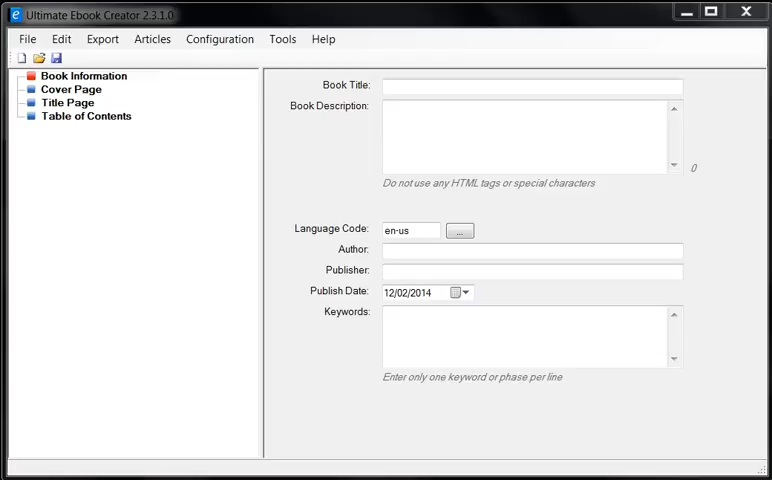 Ultimate Ebook Creator 2.3.1.0
File Edit Export Articles Configuration Tools Help
Book Information
Cover Page
Title Page
Table of Contents
Book Title:
Book Description:
0
Do not use any HTML tags or special characters
Language Code: en-us ...
Author:
Publisher:
Publish Date: 12/02/2014
Keywords:
Enter only one keyword or phase per line